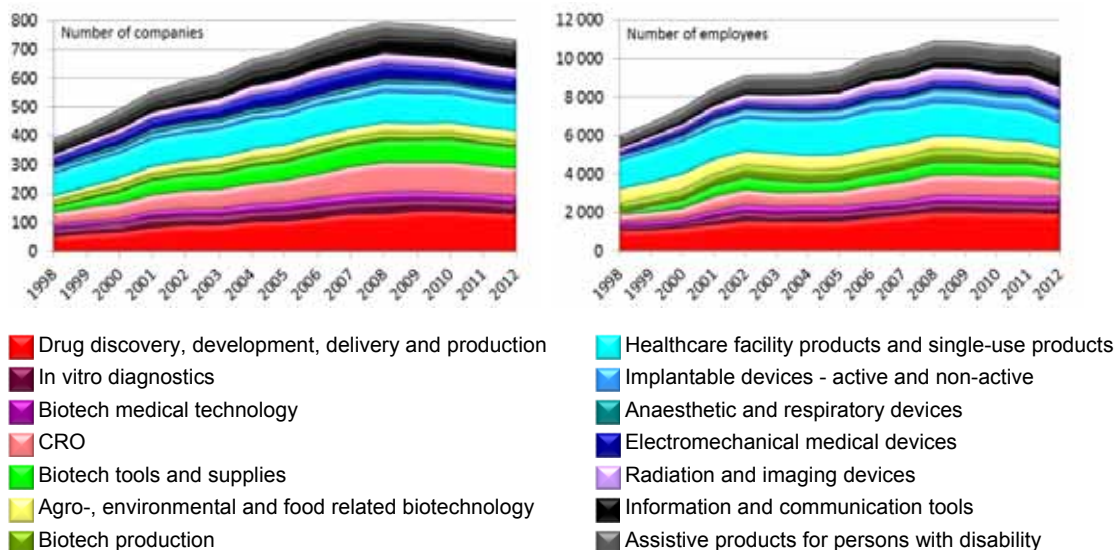 Number of companies
800
700
600
500
400
300
200
100
0
1998
1999
2000
2001
2002
2003
2004
2005
2006
2007
2008
2009
2010
2011
2012
Number of employees
12 000
10 000
8 000
6 000
4 000
2 000
0
1998
1999
2000
2001
2002
2003
2004
2005
2006
2007
2008
2009
2010
2011
2012
Drug discovery, development, delivery and production
In vitro diagnostics
Biotech medical technology
CRO
Biotech tools and supplies
Agro-, environmental and food related biotechnology
Biotech production
Healthcare facility products and single-use products
Implantable devices - active and non-active
Anaesthetic and respiratory devices
Electromechanical medical devices
Radiation and imaging devices
Information and communication tools
Assistive products for persons with disability